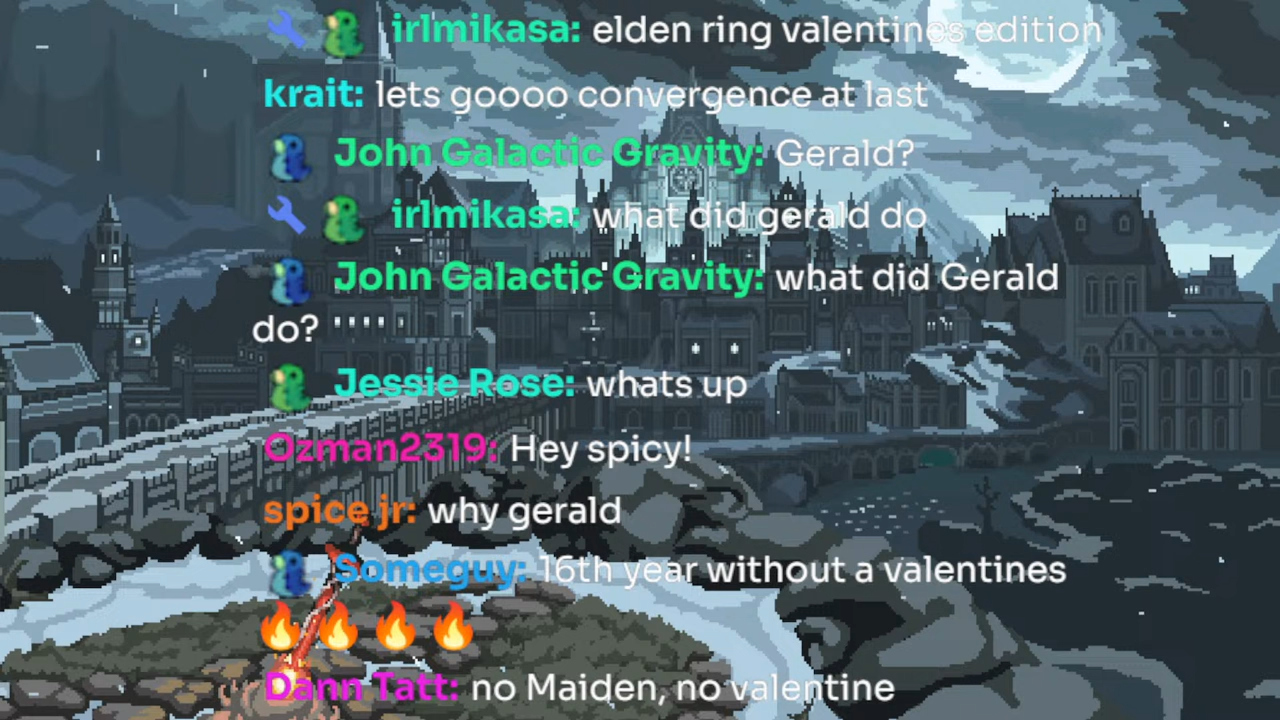 irlmikasa: elden ring valentines edition
krait: lets goooo convergence at last
John Galactic Gravity: Gerald?
irlmikasa: what did gerald do
John Galactic Gravity: what did Gerald
do?
Jessie Rose: whats up
Ozman2319: Hey spicy!
spice jr: why gerald
Someguy: 16th year without a valentines
🔥 🔥 🔥 🔥
Dann Tatt: no Maiden, no valentine